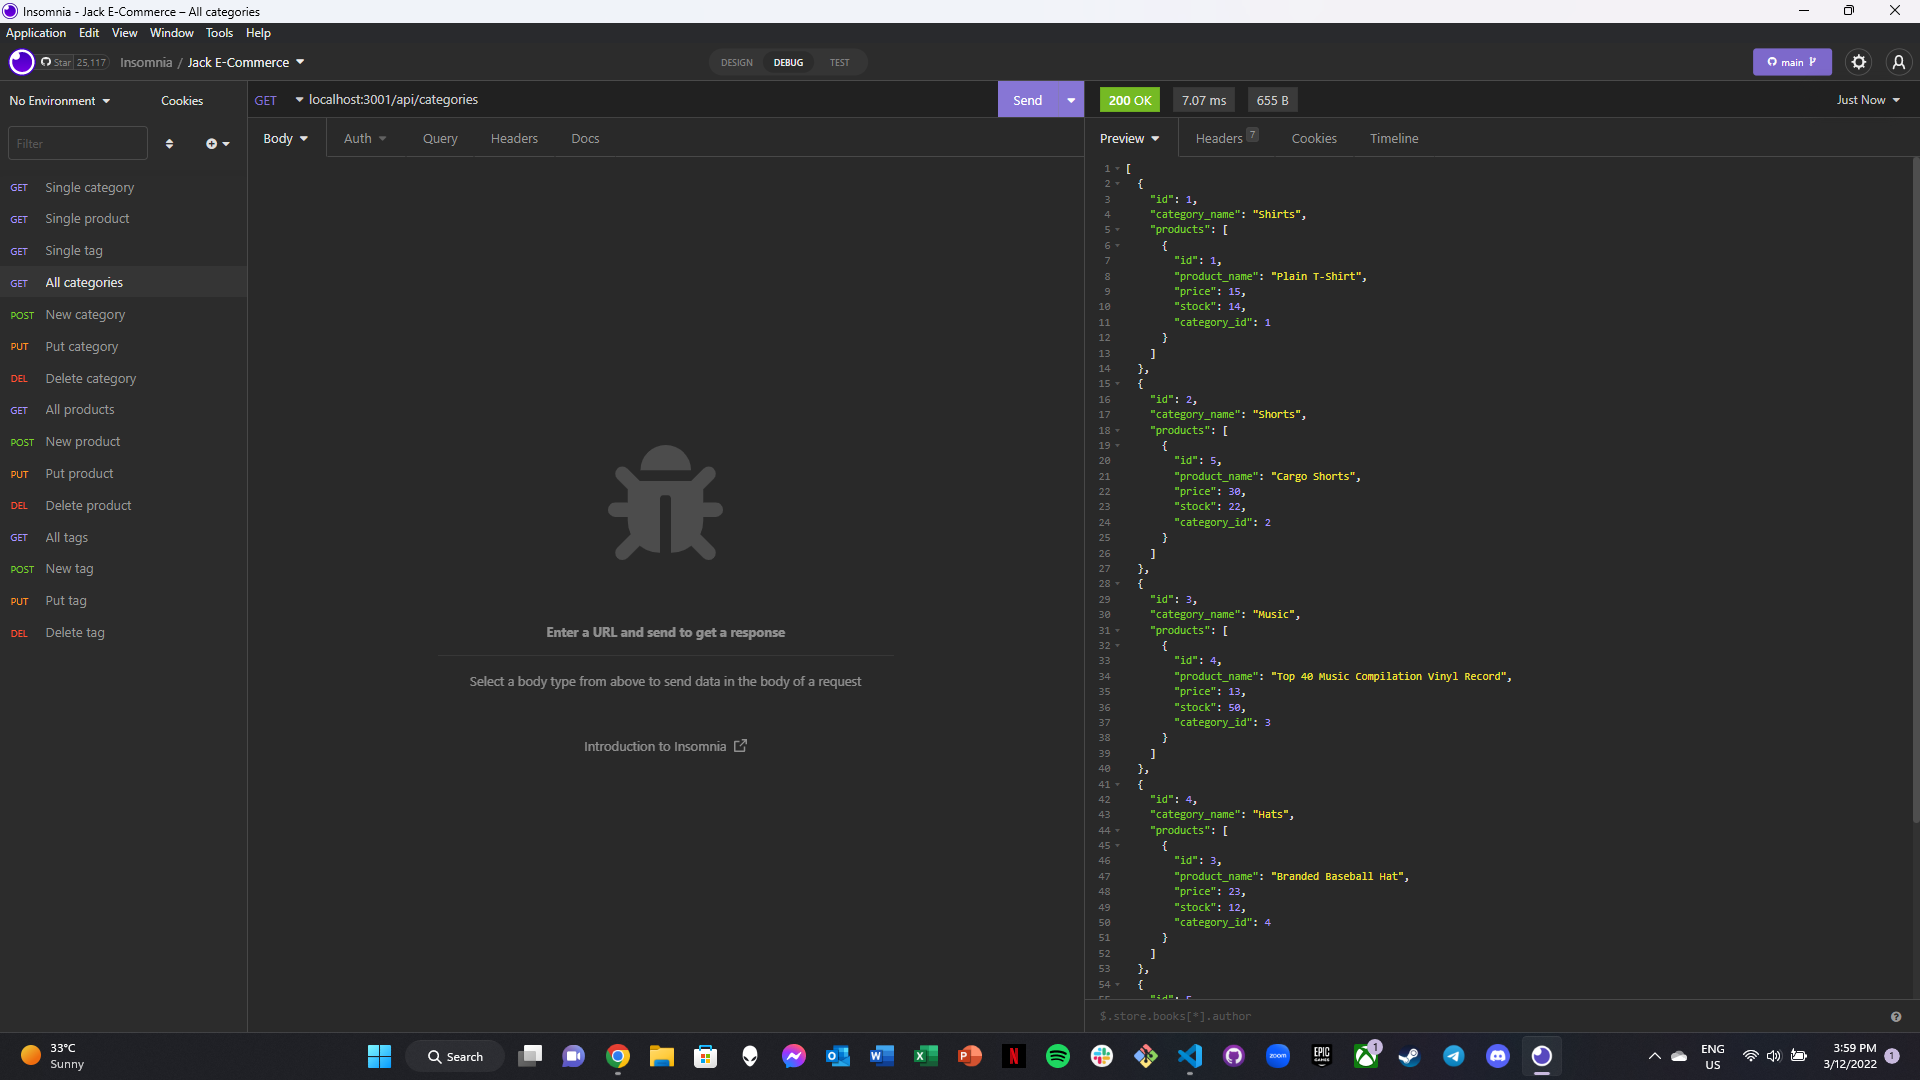 Insomnia - Jack E-Commerce – All categories
Application Edit View Window Tools Help
Star 25,117 Insomnia / Jack E-Commerce
DESIGN DEBUG TEST
main
No Environment Cookies
Filter
GET Single category
GET Single product
GET Single tag
GET All categories
POST New category
PUT Put category
DEL Delete category
GET All products
POST New product
PUT Put product
DEL Delete product
GET All tags
POST New tag
PUT Put tag
DEL Delete tag
GET localhost:3001/api/categories Send
Body Auth Query Headers Docs
Enter a URL and send to get a response
Select a body type from above to send data in the body of a request
Introduction to Insomnia
200 OK 7.07 ms 655 B Just Now
Preview Headers 7 Cookies Timeline
1 [
2 {
3 "id": 1,
4 "category_name": "Shirts",
5 "products": [
6 {
7 "id": 1,
8 "product_name": "Plain T-Shirt",
9 "price": 15,
10 "stock": 14,
11 "category_id": 1
12 }
13 ]
14 },
15 {
16 "id": 2,
17 "category_name": "Shorts",
18 "products": [
19 {
20 "id": 5,
21 "product_name": "Cargo Shorts",
22 "price": 30,
23 "stock": 22,
24 "category_id": 2
25 }
26 ]
27 },
28 {
29 "id": 3,
30 "category_name": "Music",
31 "products": [
32 {
33 "id": 4,
34 "product_name": "Top 40 Music Compilation Vinyl Record",
35 "price": 13,
36 "stock": 50,
37 "category_id": 3
38 }
39 ]
40 },
41 {
42 "id": 4,
43 "category_name": "Hats",
44 "products": [
45 {
46 "id": 3,
47 "product_name": "Branded Baseball Hat",
48 "price": 23,
49 "stock": 12,
50 "category_id": 4
51 }
52 ]
53 },
54 {
55 "id": 5
$.store.books[*].author
33°C
Sunny
Search
zoom
EPIC GAMES
1
ENG
US
3:59 PM
3/12/2022
1